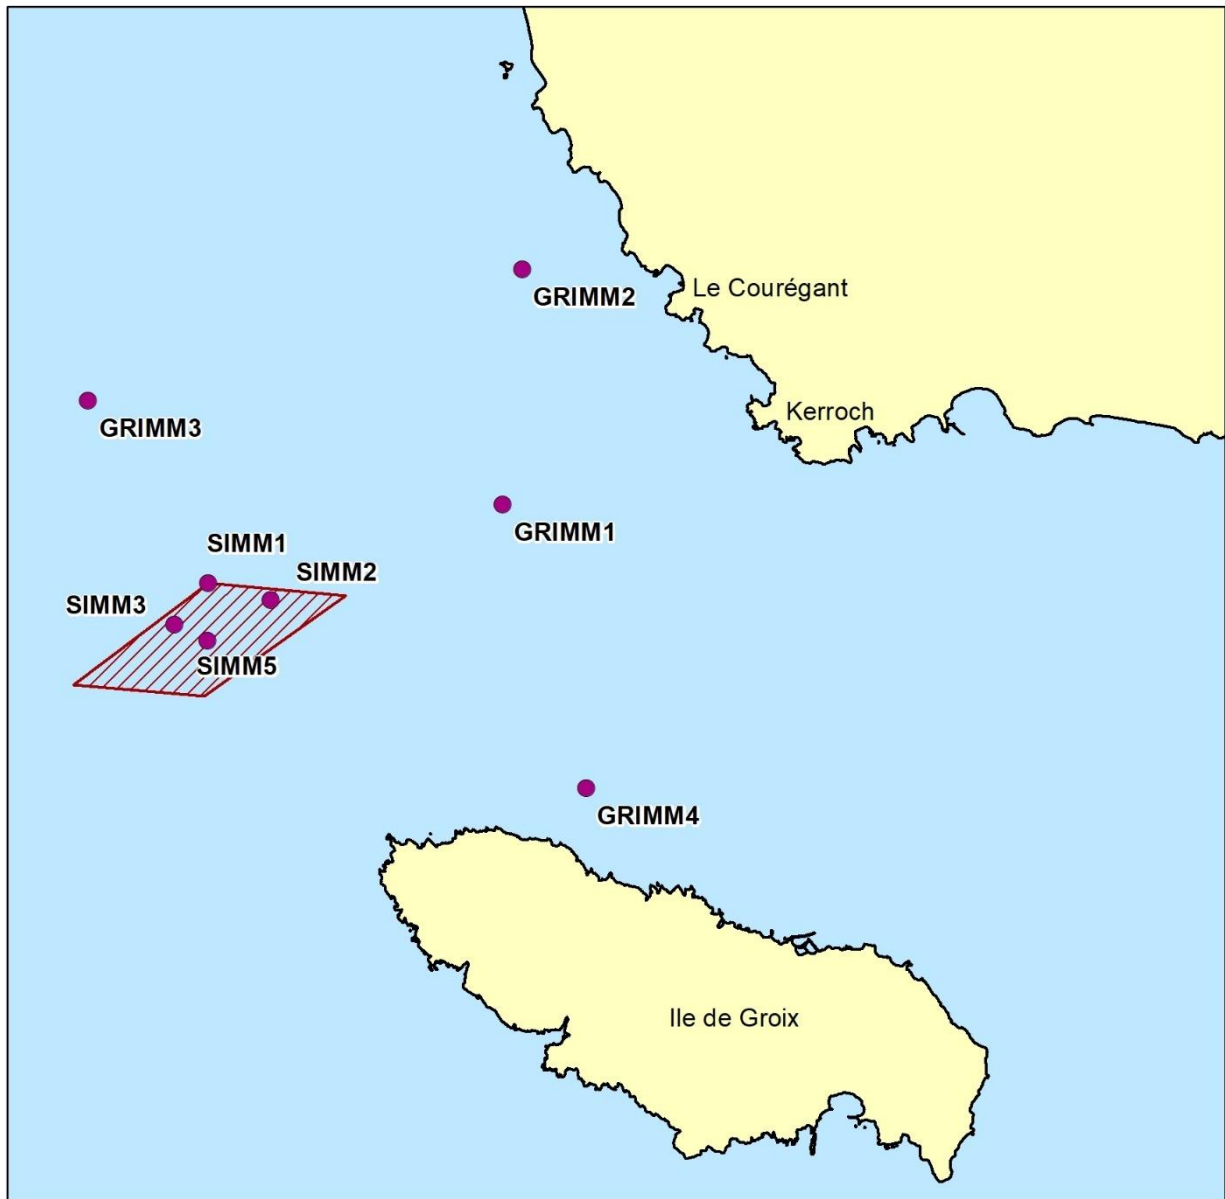 Le Courégant
GRIMM2
Kerroch
GRIMM3
GRIMM1
SIMM1
SIMM2
SIMM3
SIMM5
GRIMM4
Ile de Groix